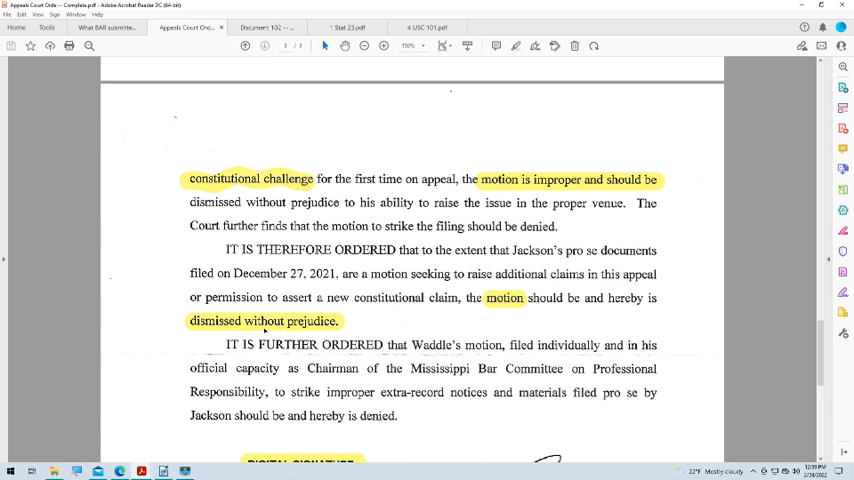 Appeals Court Orde -- Complete.pdf - Adobe Acrobat Reader DC (64-bit)
File Edit View Sign Window Help
Home Tools What BAR submitte... Appeals Court Ord... × Document 102 -- ... 1 Stat 23.pdf 4 USC 101.pdf
3 / 3 150%
constitutional challenge for the first time on appeal, the motion is improper and should be
dismissed without prejudice to his ability to raise the issue in the proper venue. The
Court further finds that the motion to strike the filing should be denied.
IT IS THEREFORE ORDERED that to the extent that Jackson's pro se documents
filed on December 27, 2021, are a motion seeking to raise additional claims in this appeal
or permission to assert a new constitutional claim, the motion should be and hereby is
dismissed without prejudice.
IT IS FURTHER ORDERED that Waddle's motion, filed individually and in his
official capacity as Chairman of the Mississippi Bar Committee on Professional
Responsibility, to strike improper extra-record notices and materials filed pro se by
Jackson should be and hereby is denied.
DIGITAL SIGNATURE
22°F Mostly cloudy 12:59 PM
2/24/2022